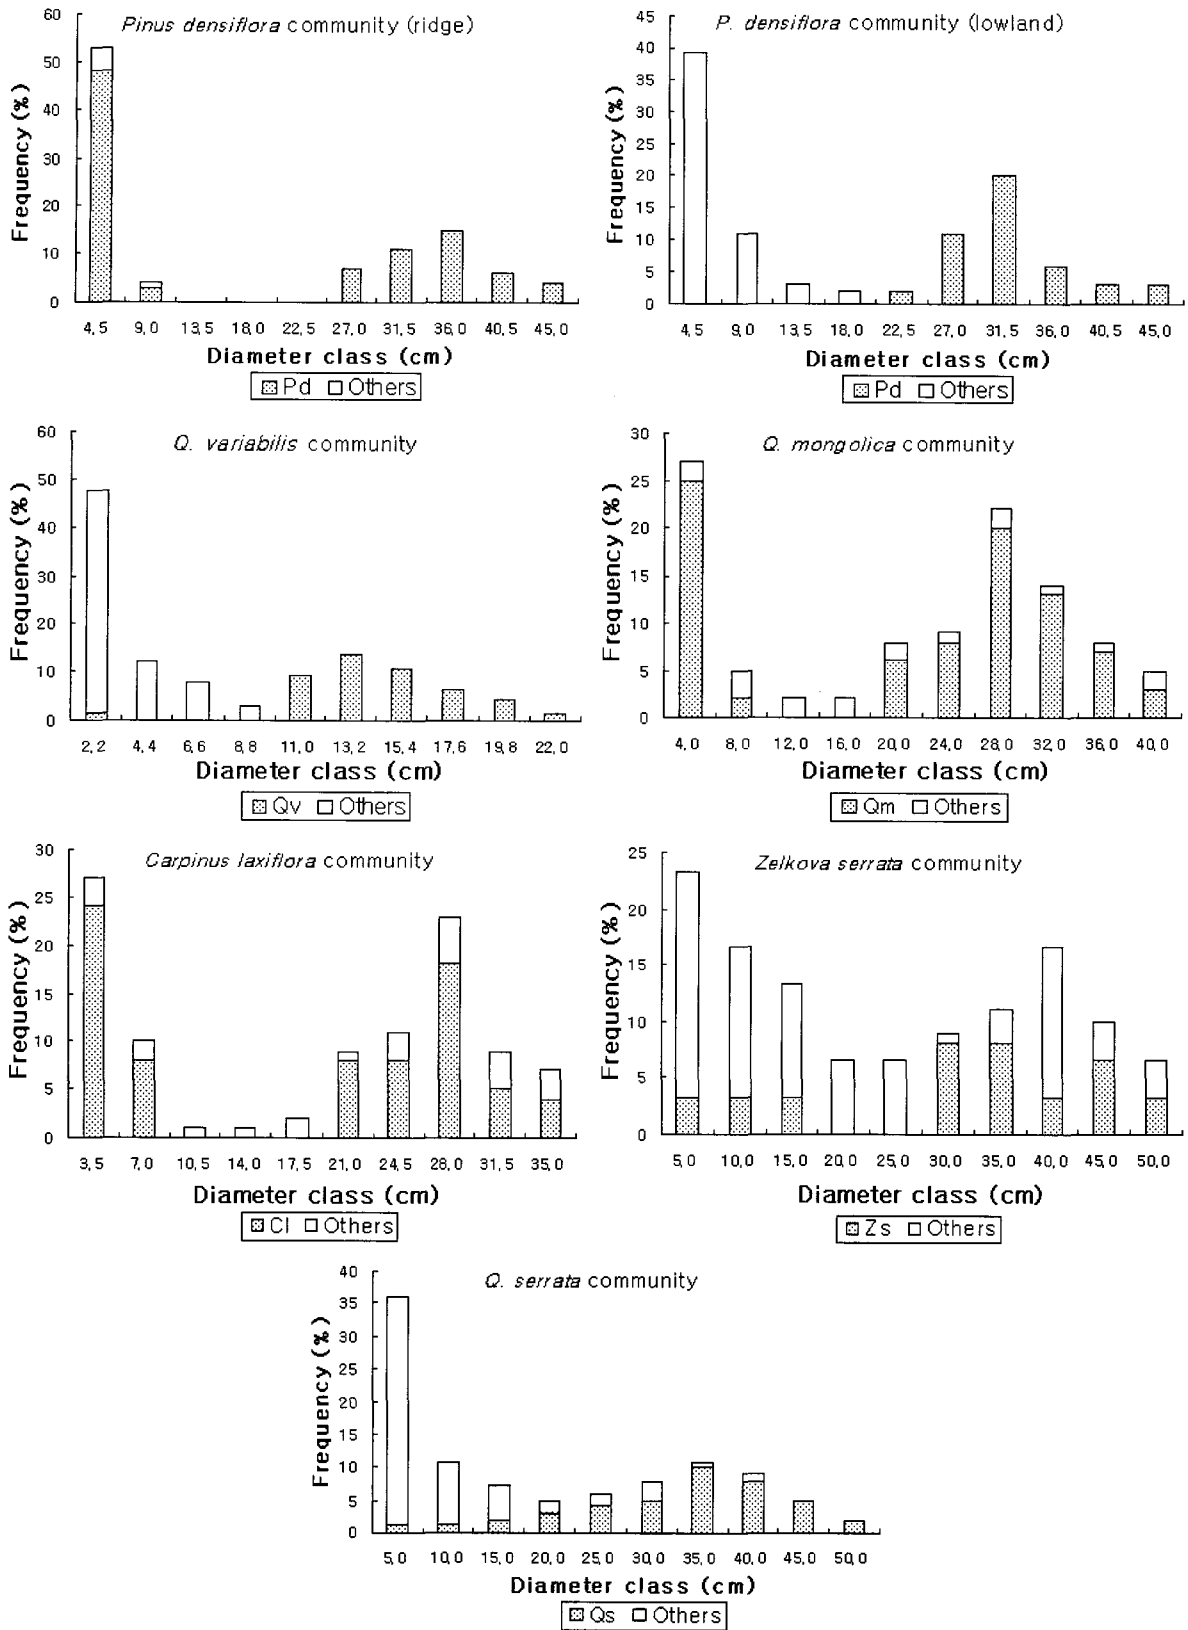 Pinus densiflora community (ridge)
Frequency (%)
60
50
40
30
20
10
0
4,5 9,0 13,5 18,0 22,5 27,0 31,5 36,0 40,5 45,0
Diameter class (cm)
Pd Others
P. densiflora community (lowland)
Frequency (%)
45
40
35
30
25
20
15
10
5
0
4,5 9,0 13,5 18,0 22,5 27,0 31,5 36,0 40,5 45,0
Diameter class (cm)
Pd Others
Q. variabilis community
Frequency (%)
60
50
40
30
20
10
0
2,2 4,4 6,6 8,8 11,0 13,2 15,4 17,6 19,8 22,0
Diameter class (cm)
Qv Others
Q. mongolica community
Frequency (%)
30
25
20
15
10
5
0
4,0 8,0 12,0 16,0 20,0 24,0 28,0 32,0 36,0 40,0
Diameter class (cm)
Qm Others
Carpinus laxiflora community
Frequency (%)
30
25
20
15
10
5
0
3,5 7,0 10,5 14,0 17,5 21,0 24,5 28,0 31,5 35,0
Diameter class (cm)
Cl Others
Zelkova serrata community
Frequency (%)
25
20
15
10
5
0
5,0 10,0 15,0 20,0 25,0 30,0 35,0 40,0 45,0 50,0
Diameter class (cm)
Zs Others
Q. serrata community
Frequency (%)
40
35
30
25
20
15
10
5
0
5,0 10,0 15,0 20,0 25,0 30,0 35,0 40,0 45,0 50,0
Diameter class (cm)
Qs Others